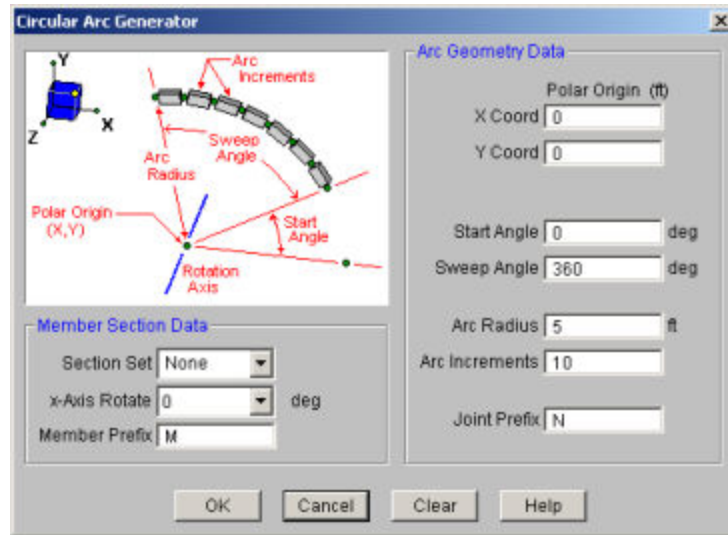 Circular Arc Generator
Y
X
Z
Arc
Increments
Sweep
Angle
Arc
Radius
Polar Origin
(X,Y)
Start
Angle
Rotation
Axis
Member Section Data
Section Set None
x-Axis Rotate 0 deg
Member Prefix M
Arc Geometry Data
Polar Origin (ft)
X Coord 0
Y Coord 0
Start Angle 0 deg
Sweep Angle 360 deg
Arc Radius 5 ft
Arc Increments 10
Joint Prefix N
OK Cancel Clear Help